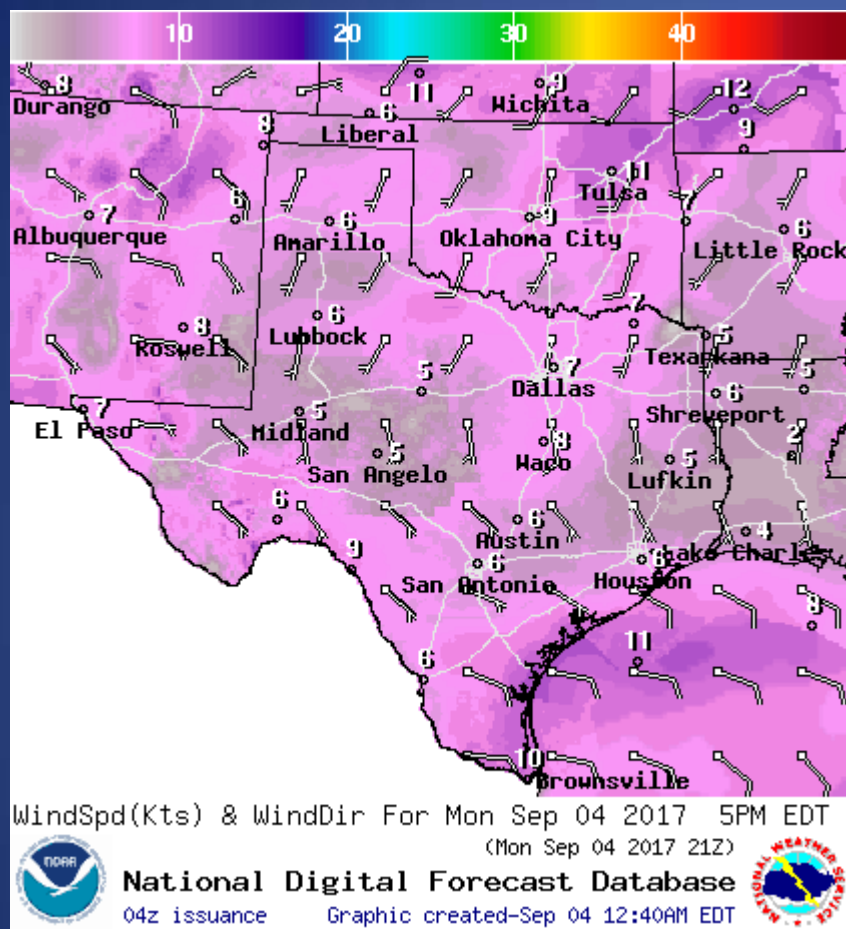 10 20 30 40
8 11 9 12
Durango Liberal 6 Wichita
8 9
11
Tulsa
7 6 6 9 7 6
Albuquerque Amarillo Oklahoma City Little Rock
8 6 7 5
Roswell Lubbock Texarkana
5 7 6 5
Dallas
7 5 Shreveport
El Paso Midland 8 2
5 Waco 5
San Angelo Lufkin
6 6 4
Austin Lake Charles
9 6 6
San Antonio Houston
8
11
6
10
Brownsville
WindSpd(Kts) & WindDir For Mon Sep 04 2017 5PM EDT
(Mon Sep 04 2017 21Z)
NOAA
National Digital Forecast Database
04z issuance Graphic created-Sep 04 12:40AM EDT
NATIONAL WEATHER SERVICE